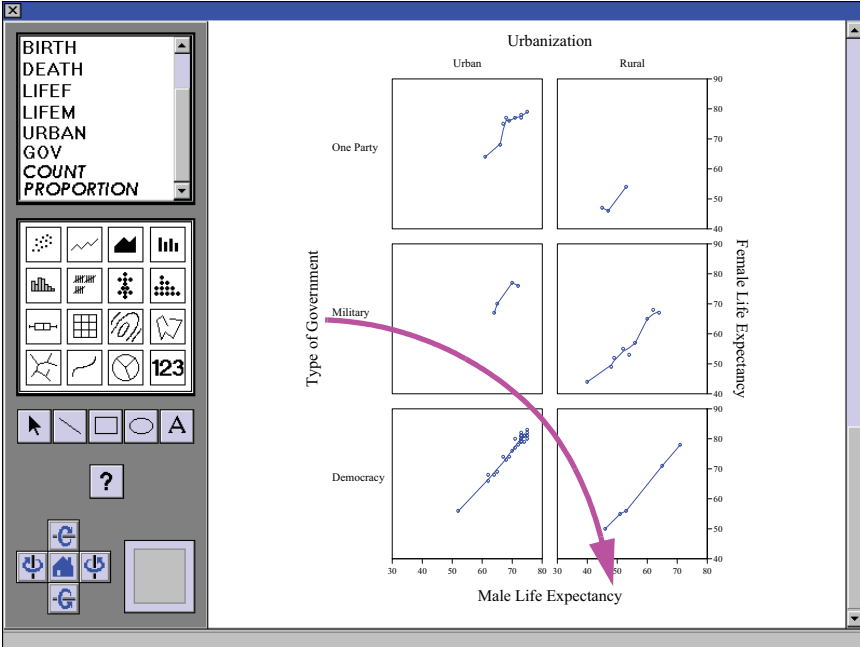 BIRTH
DEATH
LIFEF
LIFEM
URBAN
GOV
COUNT
PROPORTION
123
A
?
Urbanization
Urban Rural
One Party
Military
Democracy
Type of Government
Female Life Expectancy
90
80
70
60
50
40
90
80
70
60
50
40
90
80
70
60
50
40
30 40 50 60 70 80 30 40 50 60 70 80
Male Life Expectancy